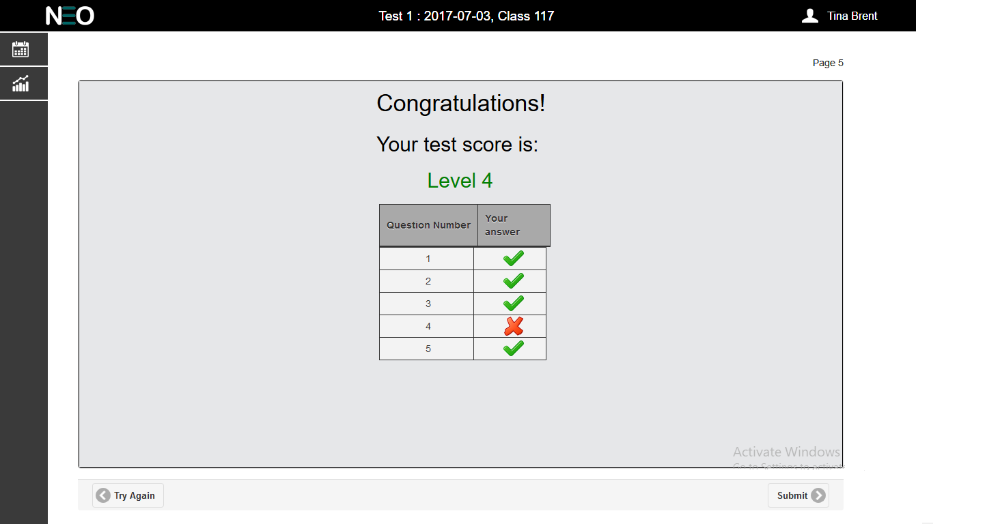 NEO
Test 1 : 2017-07-03, Class 117
Tina Brent
Page 5
Congratulations!
Your test score is:
Level 4
Question Number
Your
answer
1
2
3
4
5
Activate Windows
Go to Settings to activate
Try Again
Submit